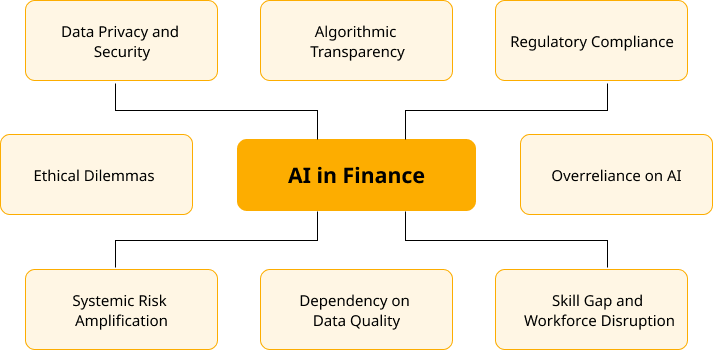 Data Privacy and
Security
Algorithmic
Transparency
Regulatory Compliance
Ethical Dilemmas
AI in Finance
Overreliance on AI
Systemic Risk
Amplification
Dependency on
Data Quality
Skill Gap and
Workforce Disruption